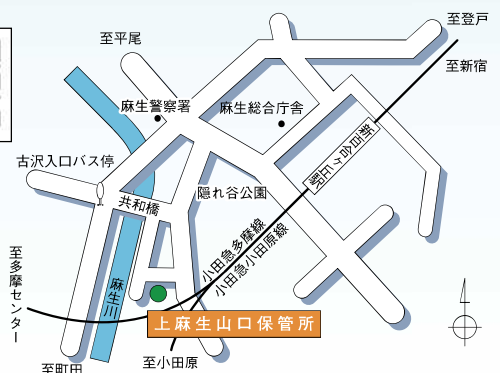 至登戸
至平尾
至新宿
麻生警察署
麻生総合庁舎
新百合ヶ丘駅
古沢入口バス停
隠れ谷公園
共和橋
小田急多摩線
小田急小田原線
至多摩センター
麻生川
上麻生山口保管所
至町田
至小田原